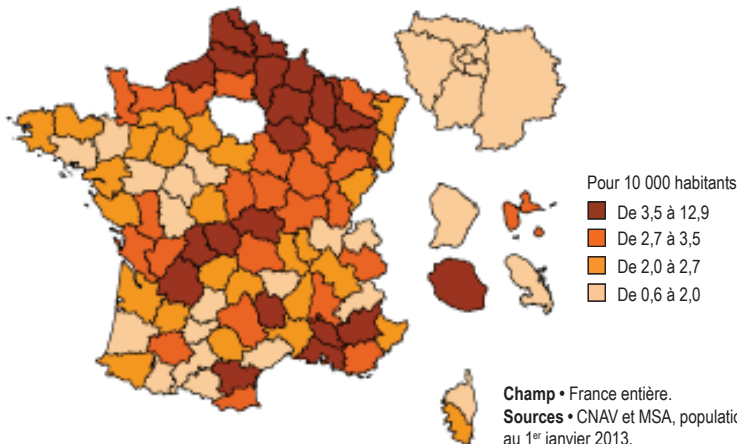 Pour 10 000 habitants
De 3,5 à 12,9
De 2,7 à 3,5
De 2,0 à 2,7
De 0,6 à 2,0
Champ • France entière.
Sources • CNAV et MSA, populatio
au 1er janvier 2013.